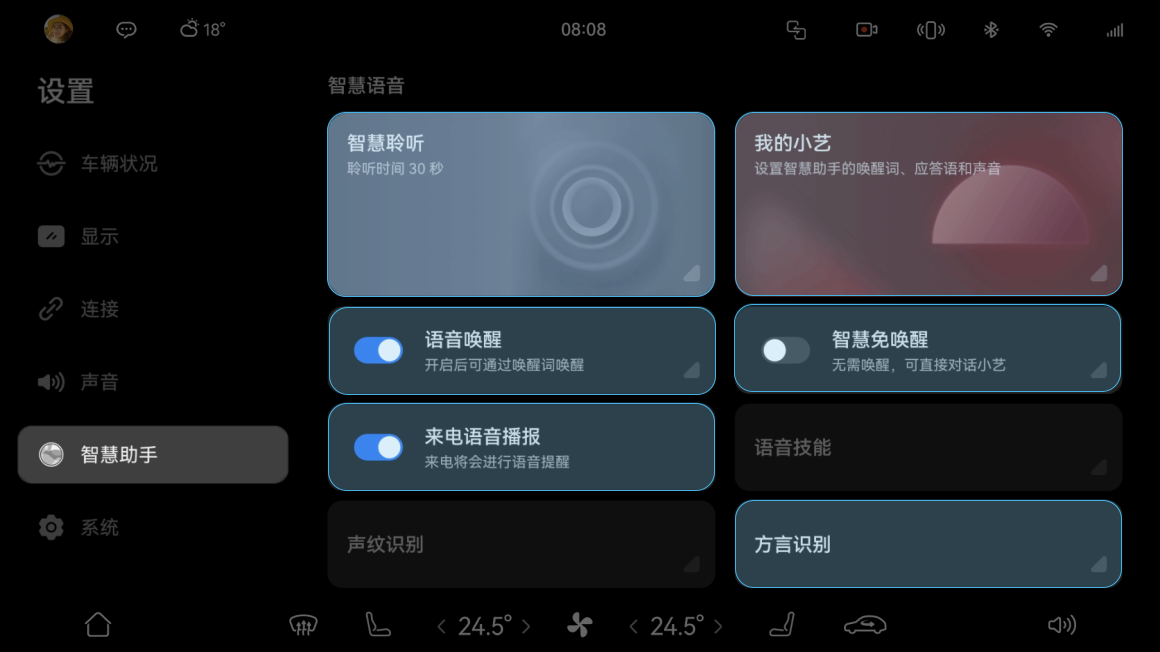 18°
08:08
设置
智慧语音
车辆状况
显示
连接
声音
智慧助手
系统
智慧聆听
聆听时间 30 秒
我的小艺
设置智慧助手的唤醒词、应答语和声音
语音唤醒
开启后可通过唤醒词唤醒
智慧免唤醒
无需唤醒，可直接对话小艺
来电语音播报
来电将会进行语音提醒
语音技能
声纹识别
方言识别
24.5°
24.5°